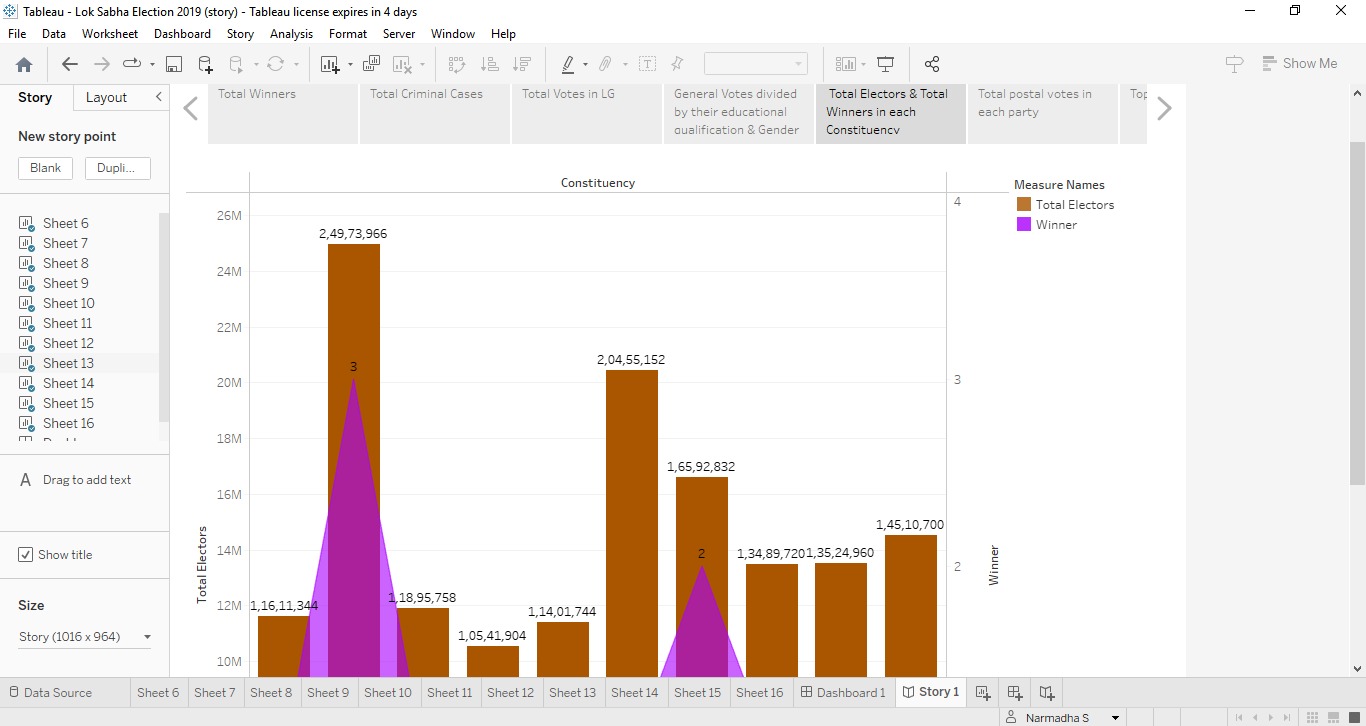 Tableau - Lok Sabha Election 2019 (story) - Tableau license expires in 4 days
File Data Worksheet Dashboard Story Analysis Format Server Window Help
Show Me
Story Layout
New story point
Blank Dupli...
Sheet 6
Sheet 7
Sheet 8
Sheet 9
Sheet 10
Sheet 11
Sheet 12
Sheet 13
Sheet 14
Sheet 15
Sheet 16
A Drag to add text
Show title
Size
Story (1016 x 964)
Total Winners
Total Criminal Cases
Total Votes in LG
General Votes divided
by their educational
qualification & Gender
Total Electors & Total
Winners in each
Constituency
Total postal votes in
each party
Constituency
Measure Names
Total Electors
Winner
26M
24M
22M
20M
18M
16M
14M
12M
10M
Total Electors
1,16,11,344
2,49,73,966
3
1,18,95,758
1,05,41,904
1,14,01,744
2,04,55,152
1,65,92,832
2
1,34,89,720
1,35,24,960
1,45,10,700
4
3
2
Winner
Data Source Sheet 6 Sheet 7 Sheet 8 Sheet 9 Sheet 10 Sheet 11 Sheet 12 Sheet 13 Sheet 14 Sheet 15 Sheet 16 Dashboard 1 Story 1
Narmadha S